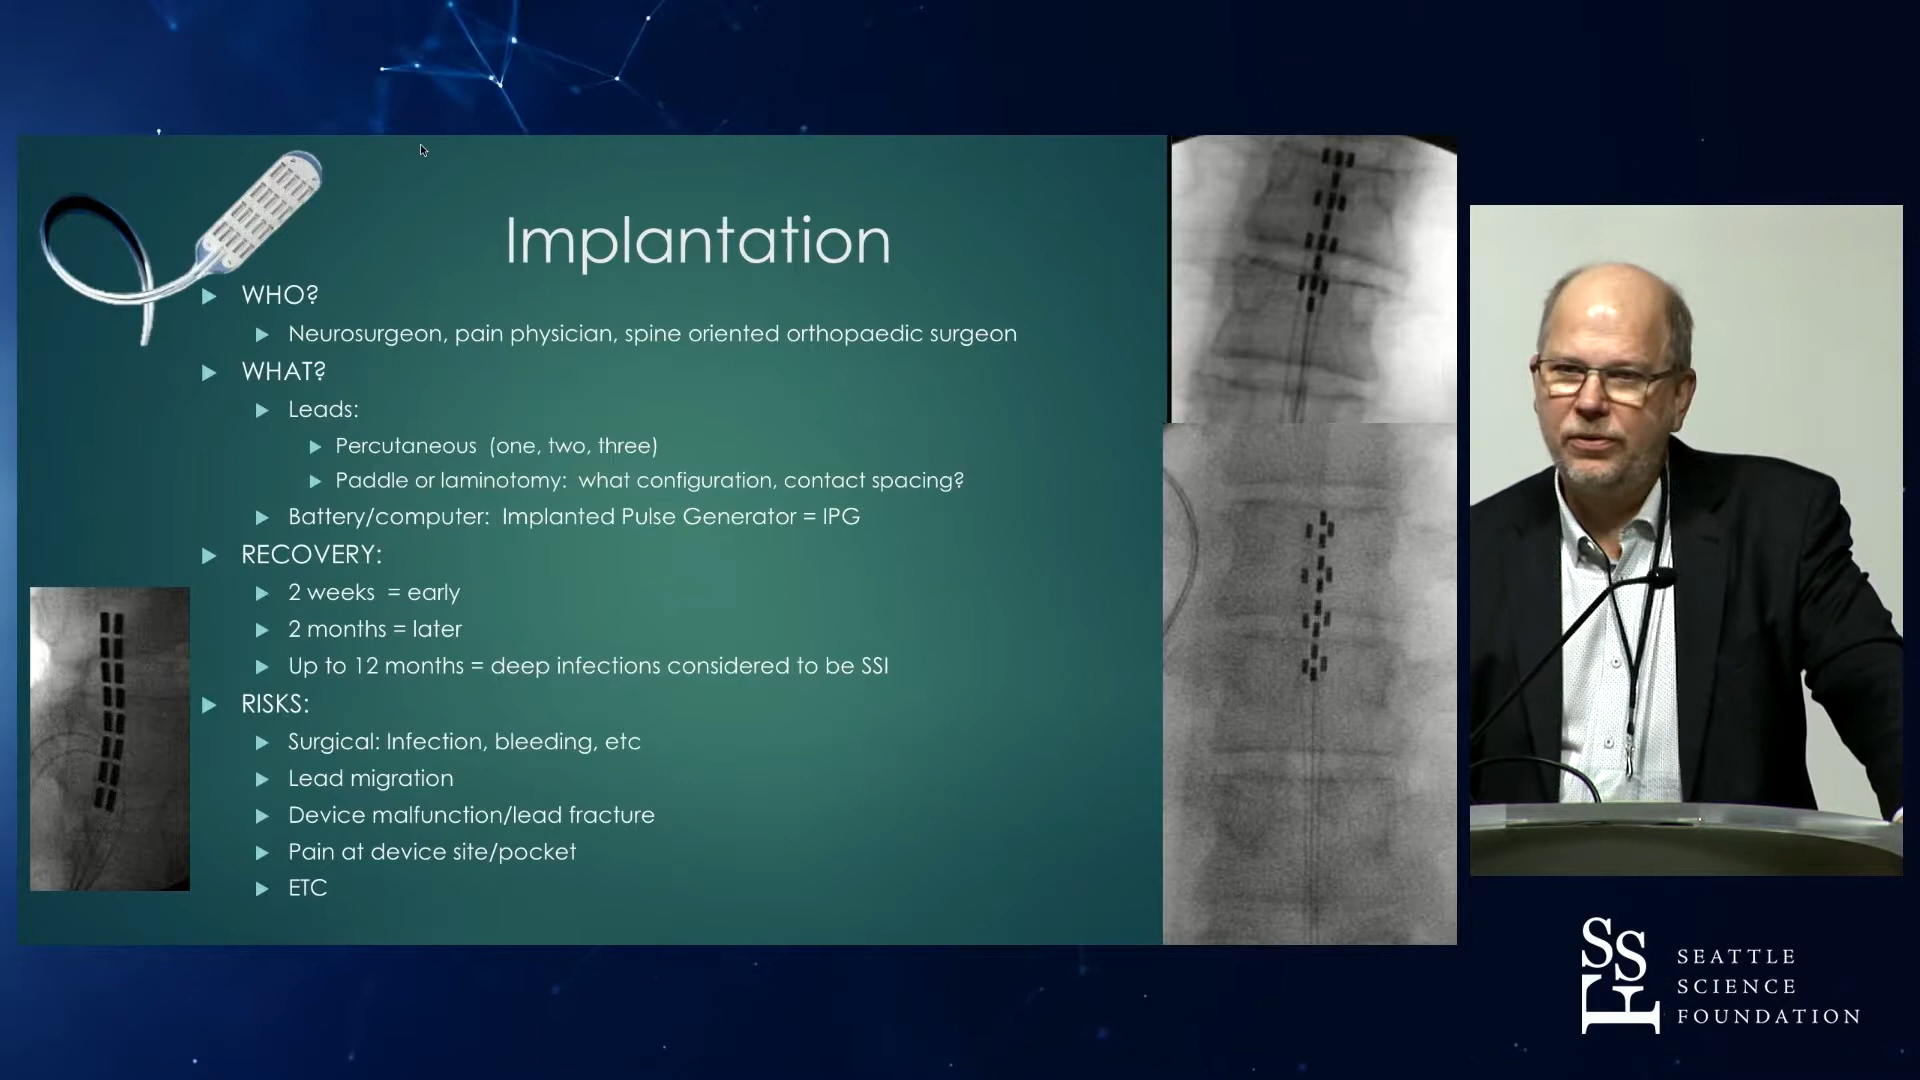 Implantation
WHO?
Neurosurgeon, pain physician, spine oriented orthopaedic surgeon
WHAT?
Leads:
Percutaneous (one, two, three)
Paddle or laminotomy: what configuration, contact spacing?
Battery/computer: Implanted Pulse Generator = IPG
RECOVERY:
2 weeks = early
2 months = later
Up to 12 months = deep infections considered to be SSI
RISKS:
Surgical: Infection, bleeding, etc
Lead migration
Device malfunction/lead fracture
Pain at device site/pocket
ETC
SSF
SEATTLE
SCIENCE
FOUNDATION